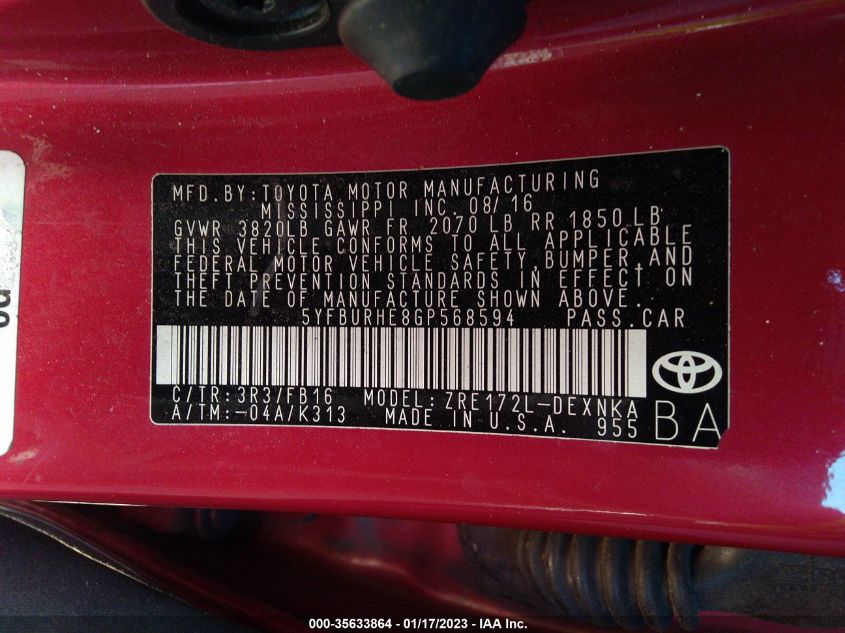 MFD. BY: TOYOTA MOTOR MANUFACTURING
MISSISSIPPI INC. 08/16
GVWR 3820LB GAWR FR 2070 LB RR 1850 LB
THIS VEHICLE CONFORMS TO ALL APPLICABLE
FEDERAL MOTOR VEHICLE SAFETY, BUMPER, AND
THEFT PREVENTION STANDARDS IN EFFECT ON
THE DATE OF MANUFACTURE SHOWN ABOVE.
5YFBURHE8GP568594 PASS. CAR
C/TR: 3R3/FB16 MODEL: ZRE172L-DEXNKA
A/TM: -04A/K313 MADE IN U.S.A. 955
BA
000-35633864 - 01/17/2023 - IAA Inc.